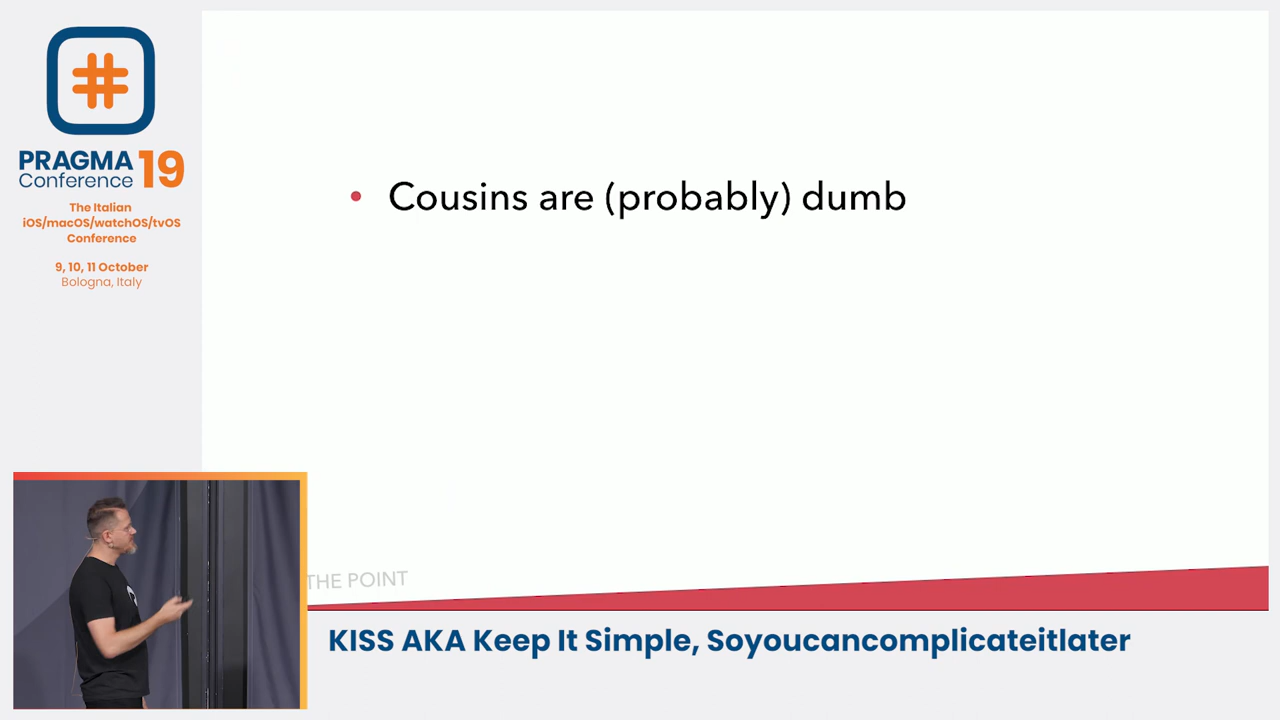 #
PRAGMA 19
Conference
The Italian
iOS/macOS/watchOS/tvOS
Conference
9, 10, 11 October
Bologna, Italy
• Cousins are (probably) dumb
THE POINT
KISS AKA Keep It Simple, Soyoucancomplicateitlater